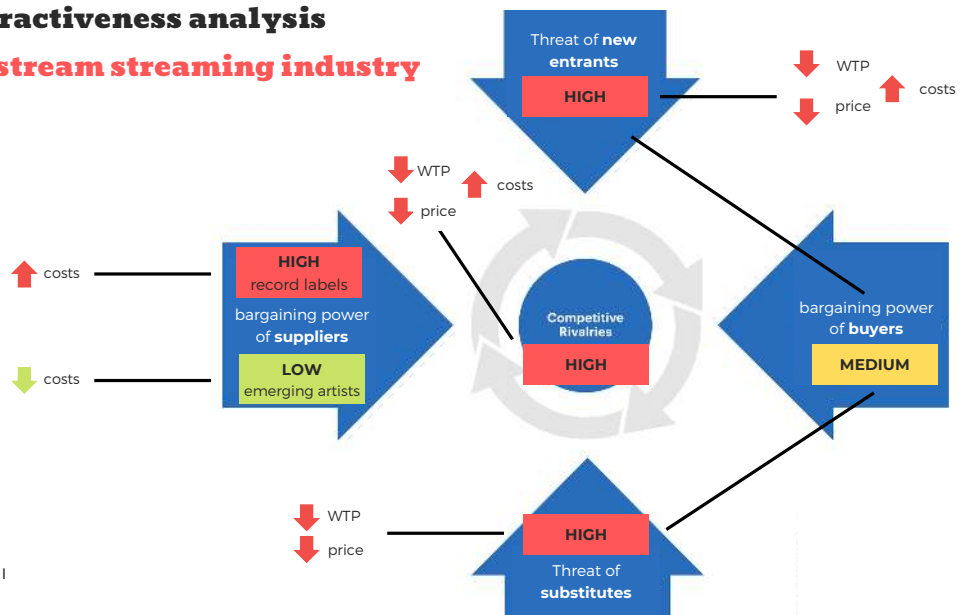 ractiveness analysis
stream streaming industry
Threat of new
entrants
HIGH
WTP
price
costs
WTP
costs
price
costs
HIGH
record labels
bargaining power
of suppliers
LOW
emerging artists
costs
Competitive
Rivalries
HIGH
bargaining power
of buyers
MEDIUM
WTP
price
HIGH
Threat of
substitutes